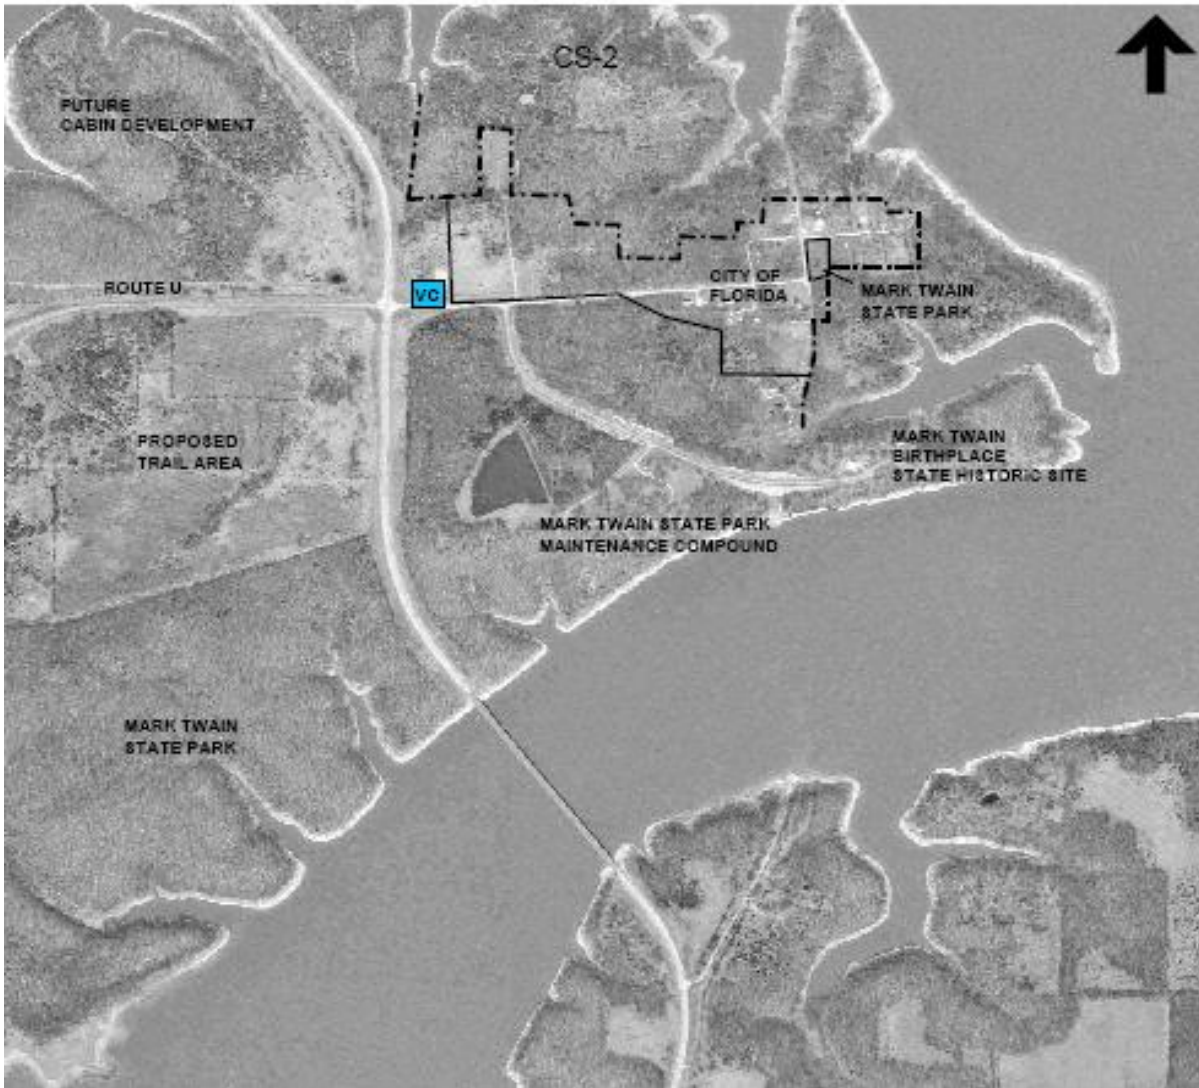 CS-2
FUTURE
CABIN DEVELOPMENT
ROUTE U
VC
CITY OF
FLORIDA
MARK TWAIN
STATE PARK
PROPOSED
TRAIL AREA
MARK TWAIN
BIRTHPLACE
STATE HISTORIC SITE
MARK TWAIN STATE PARK
MAINTENANCE COMPOUND
MARK TWAIN
STATE PARK